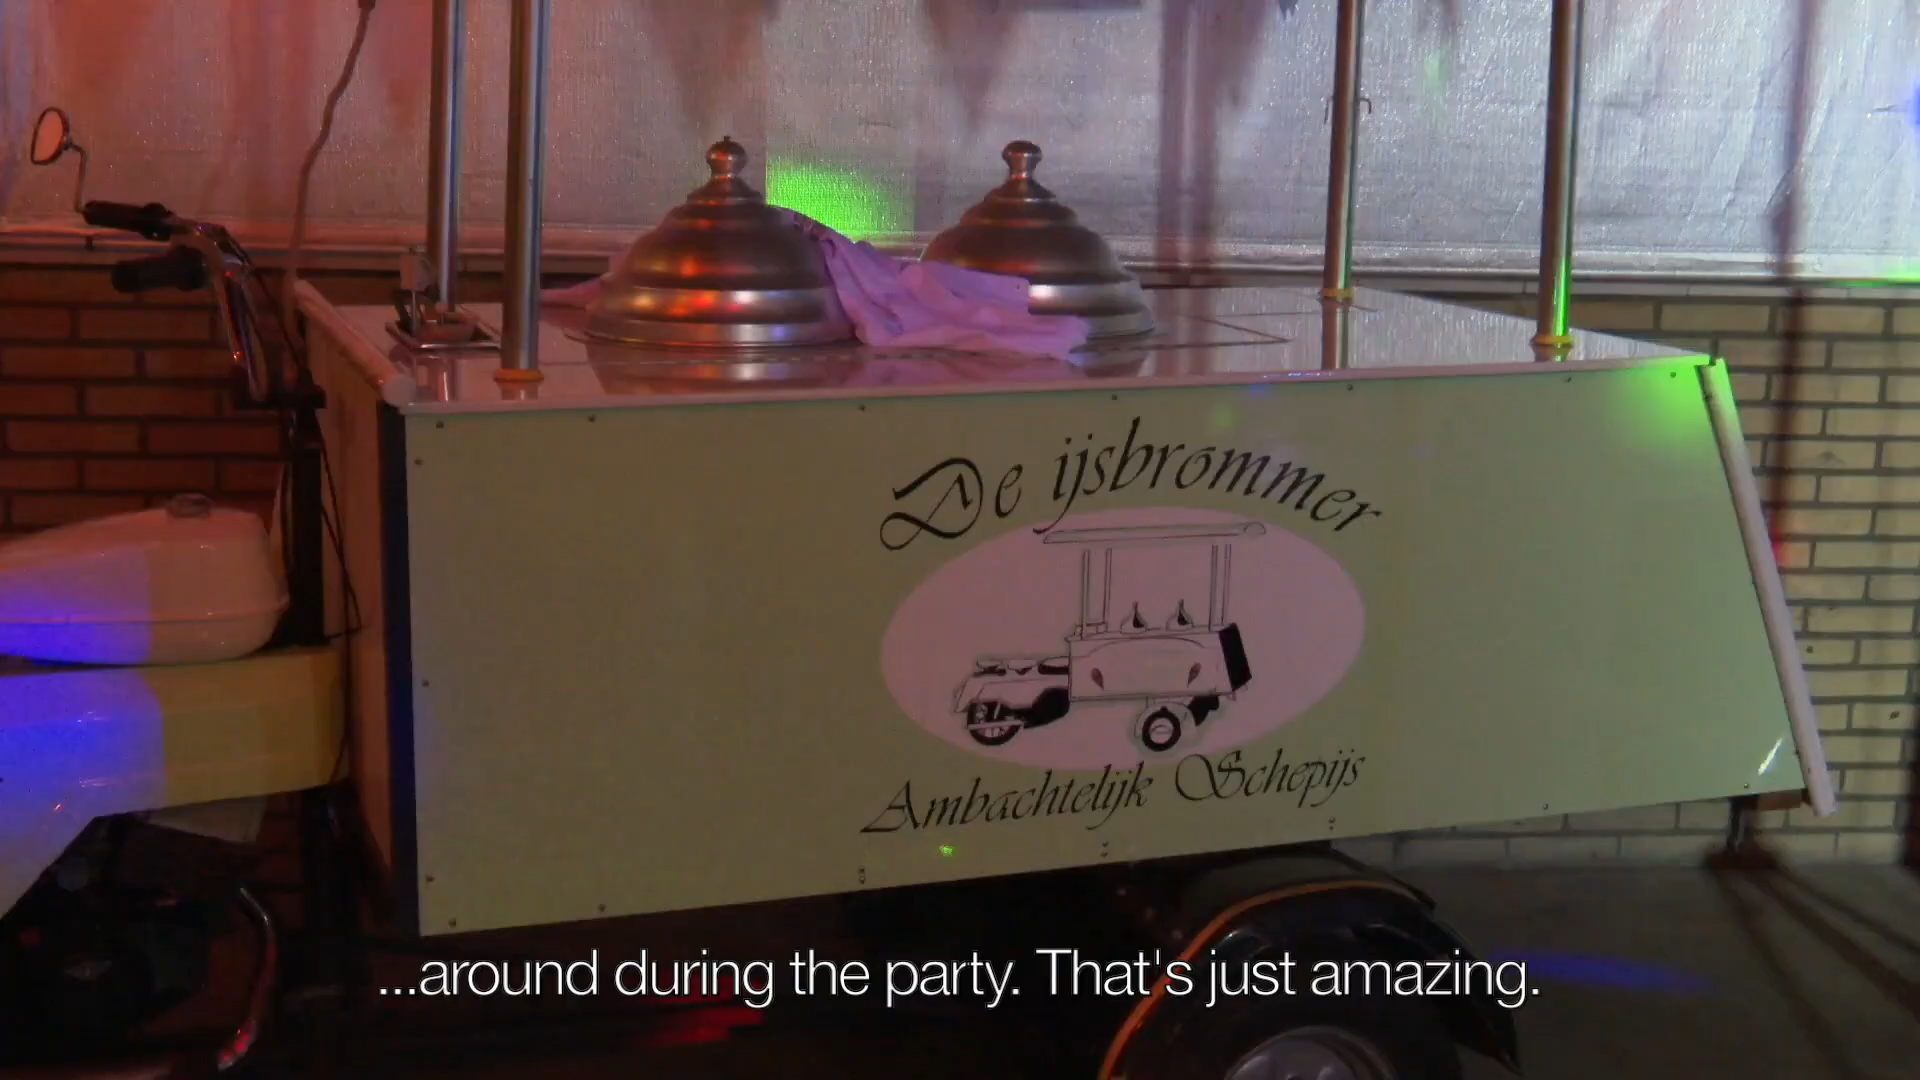 De ijsbrommer
Ambachtelijk Schepijs
...around during the party. That's just amazing.